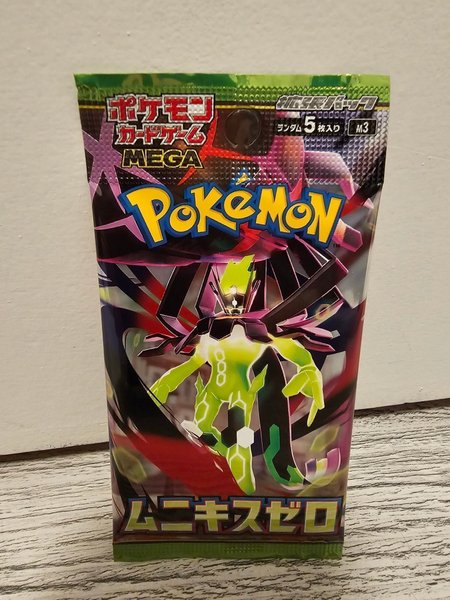 ポケモン
カードゲーム
MEGA
拡張パック
ランダム5枚入り
M3
POKéMON
ムニキスゼロ